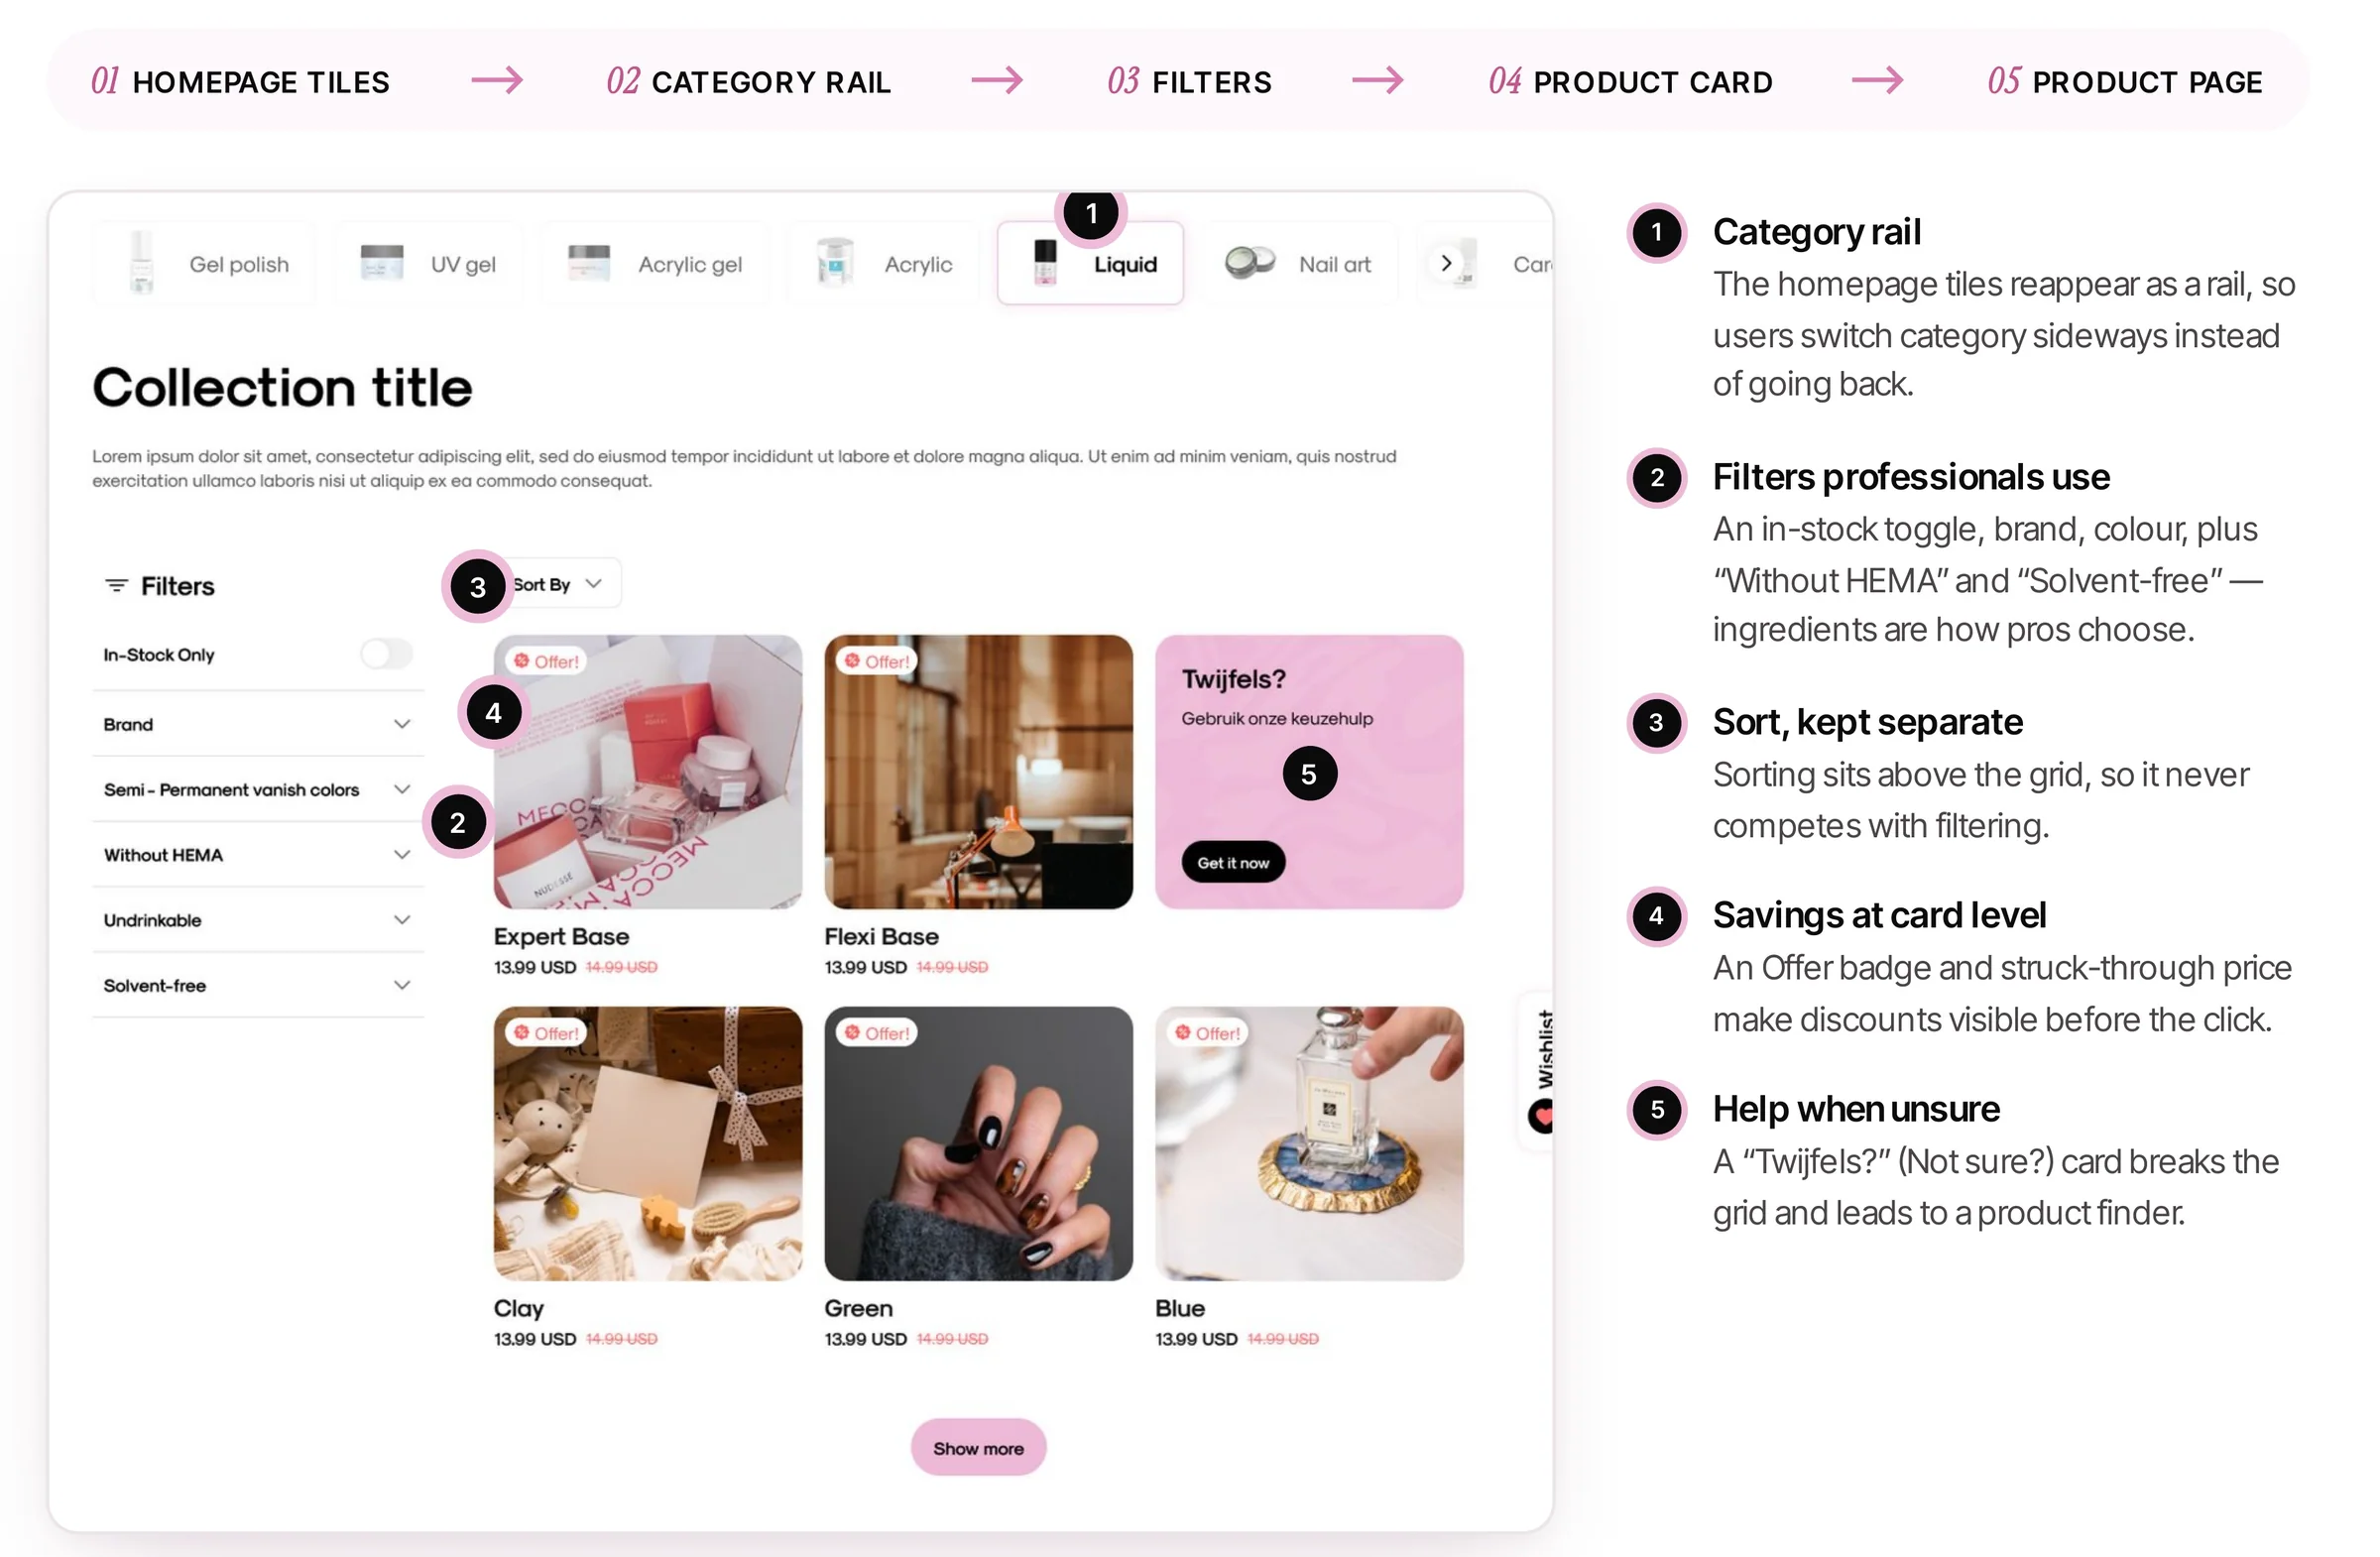 01 HOMEPAGE TILES → 02 CATEGORY RAIL → 03 FILTERS → 04 PRODUCT CARD → 05 PRODUCT PAGE
1
Gel polish
UV gel
Acrylic gel
Acrylic
Liquid
Nail art
Collection title
Lorem ipsum dolor sit amet, consectetur adipiscing elit, sed do eiusmod tempor incididunt ut labore et dolore magna aliqua. Ut enim ad minim veniam, quis nostrud
exercitation ullamco laboris nisi ut aliquip ex ea commodo consequat.
Filters
In-Stock Only
Brand
Semi - Permanent vanish colors
Without HEMA
Undrinkable
Solvent-free
2
3
Sort By
4
Offer!
MECCA
NUDESSE
Expert Base
13.99 USD 14.99 USD
Offer!
Flexi Base
13.99 USD 14.99 USD
Twijfels?
Gebruik onze keuzehulp
5
Get it now
Offer!
Clay
13.99 USD 14.99 USD
Offer!
Green
13.99 USD 14.99 USD
Offer!
Blue
13.99 USD 14.99 USD
Wishlist
Show more
1 Category rail
The homepage tiles reappear as a rail, so
users switch category sideways instead
of going back.
2 Filters professionals use
An in-stock toggle, brand, colour, plus
“Without HEMA” and “Solvent-free” —
ingredients are how pros choose.
3 Sort, kept separate
Sorting sits above the grid, so it never
competes with filtering.
4 Savings at card level
An Offer badge and struck-through price
make discounts visible before the click.
5 Help when unsure
A “Twijfels?” (Not sure?) card breaks the
grid and leads to a product finder.